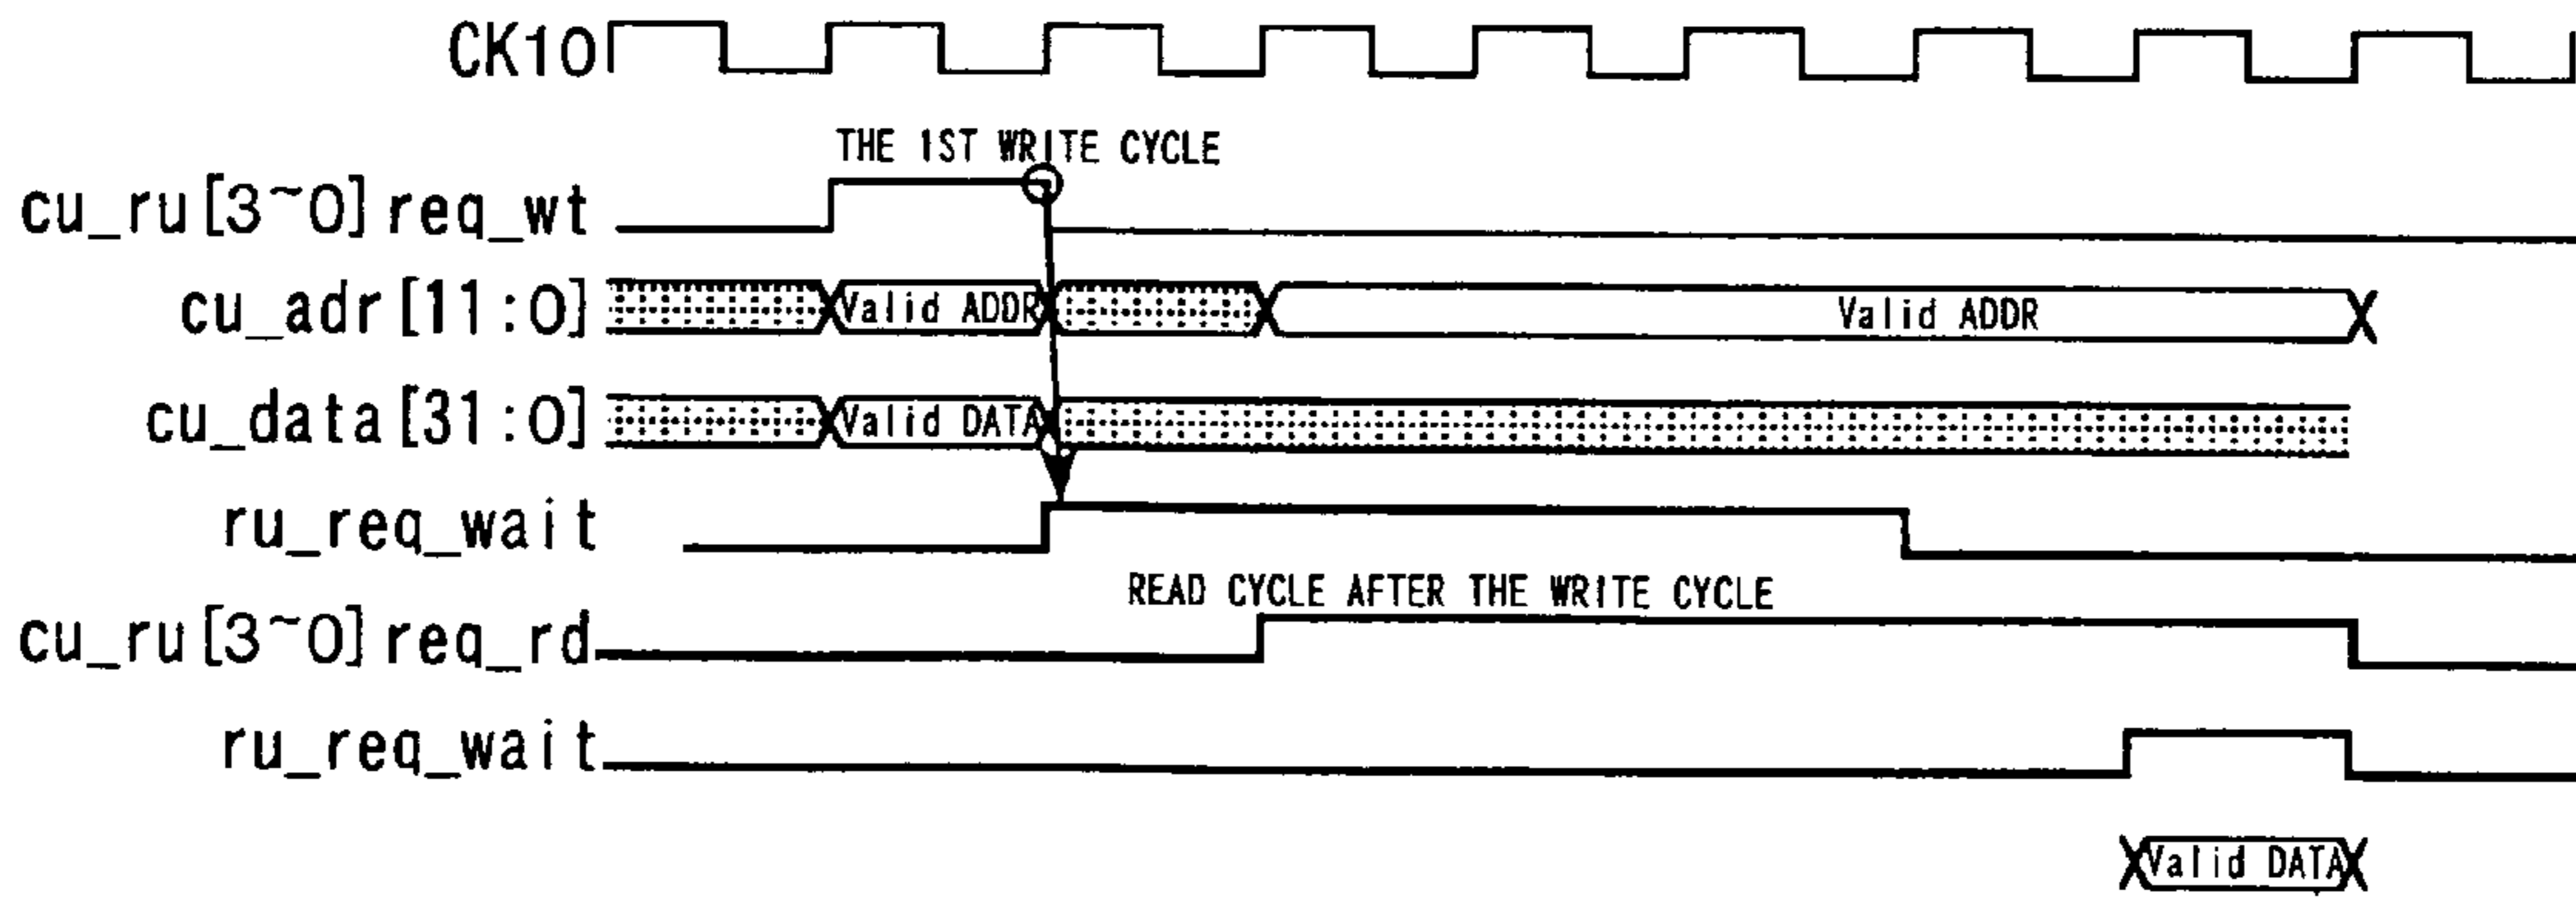 CK10
THE 1ST WRITE CYCLE
cu_ru[3~0]req_wt
cu_adr[11:0] Valid ADDR Valid ADDR
cu_data[31:0] Valid DATA
ru_req_wait
READ CYCLE AFTER THE WRITE CYCLE
cu_ru[3~0]req_rd
ru_req_wait
Valid DATA